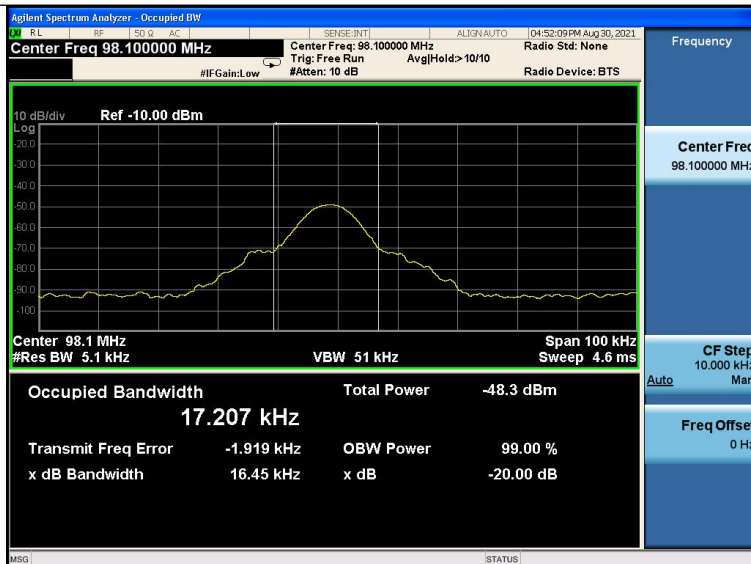 Agilent Spectrum Analyzer - Occupied BW
LXI RL RF 50 Ω AC SENSE:INT ALIGNAUTO 04:52:09 PM Aug 30, 2021
Center Freq 98.100000 MHz Center Freq: 98.100000 MHz Radio Std: None
Trig: Free Run Avg|Hold:> 10/10
#IFGain:Low #Atten: 10 dB Radio Device: BTS
10 dB/div Ref -10.00 dBm
Log
-20.0
-30.0
-40.0
-50.0
-60.0
-70.0
-80.0
-90.0
-100
Center 98.1 MHz Span 100 kHz
#Res BW 5.1 kHz VBW 51 kHz Sweep 4.6 ms
Occupied Bandwidth Total Power -48.3 dBm
17.207 kHz
Transmit Freq Error -1.919 kHz OBW Power 99.00 %
x dB Bandwidth 16.45 kHz x dB -20.00 dB
MSG STATUS
Frequency
Center Freq
98.100000 MHz
CF Step
10.000 kHz
Auto Man
Freq Offset
0 Hz